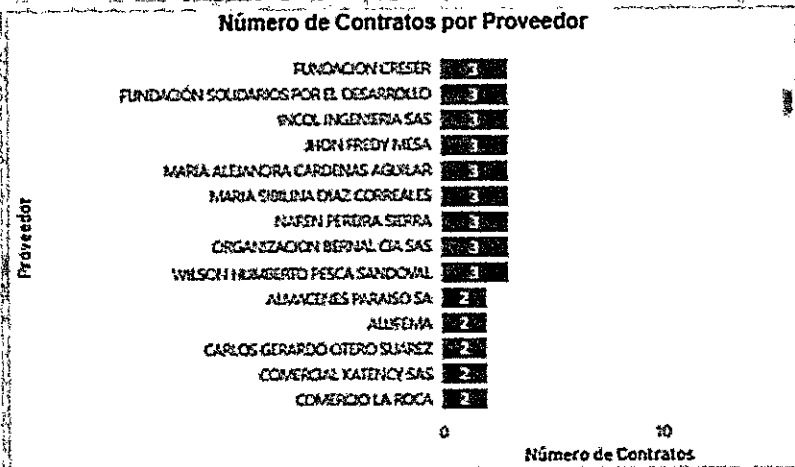 Número de Contratos por Proveedor
FUNDACION CRESER 3
FUNDACIÓN SOLIDARIOS POR EL DESARROLLO 3
INCOL INGENIERIA SAS 3
JHON FREDY MESA 3
MARIA ALEJANDRA CARDENAS AGUILAR 3
MARIA SIBILINA DIAZ CORREALES 3
NAREN PEREIRA SIERRA 3
ORGANIZACION BERNAL CIA SAS 3
WILSON HUMBERTO PESCA SANDOVAL 3
ALMACENES PARAISO SA 2
2
CARLOS GERARDO OTERO SUAREZ 2
COMERCIAL KATENCY SAS 2
COMERCIO LA ROCA 2
Proveedor
0 10
Número de Contratos